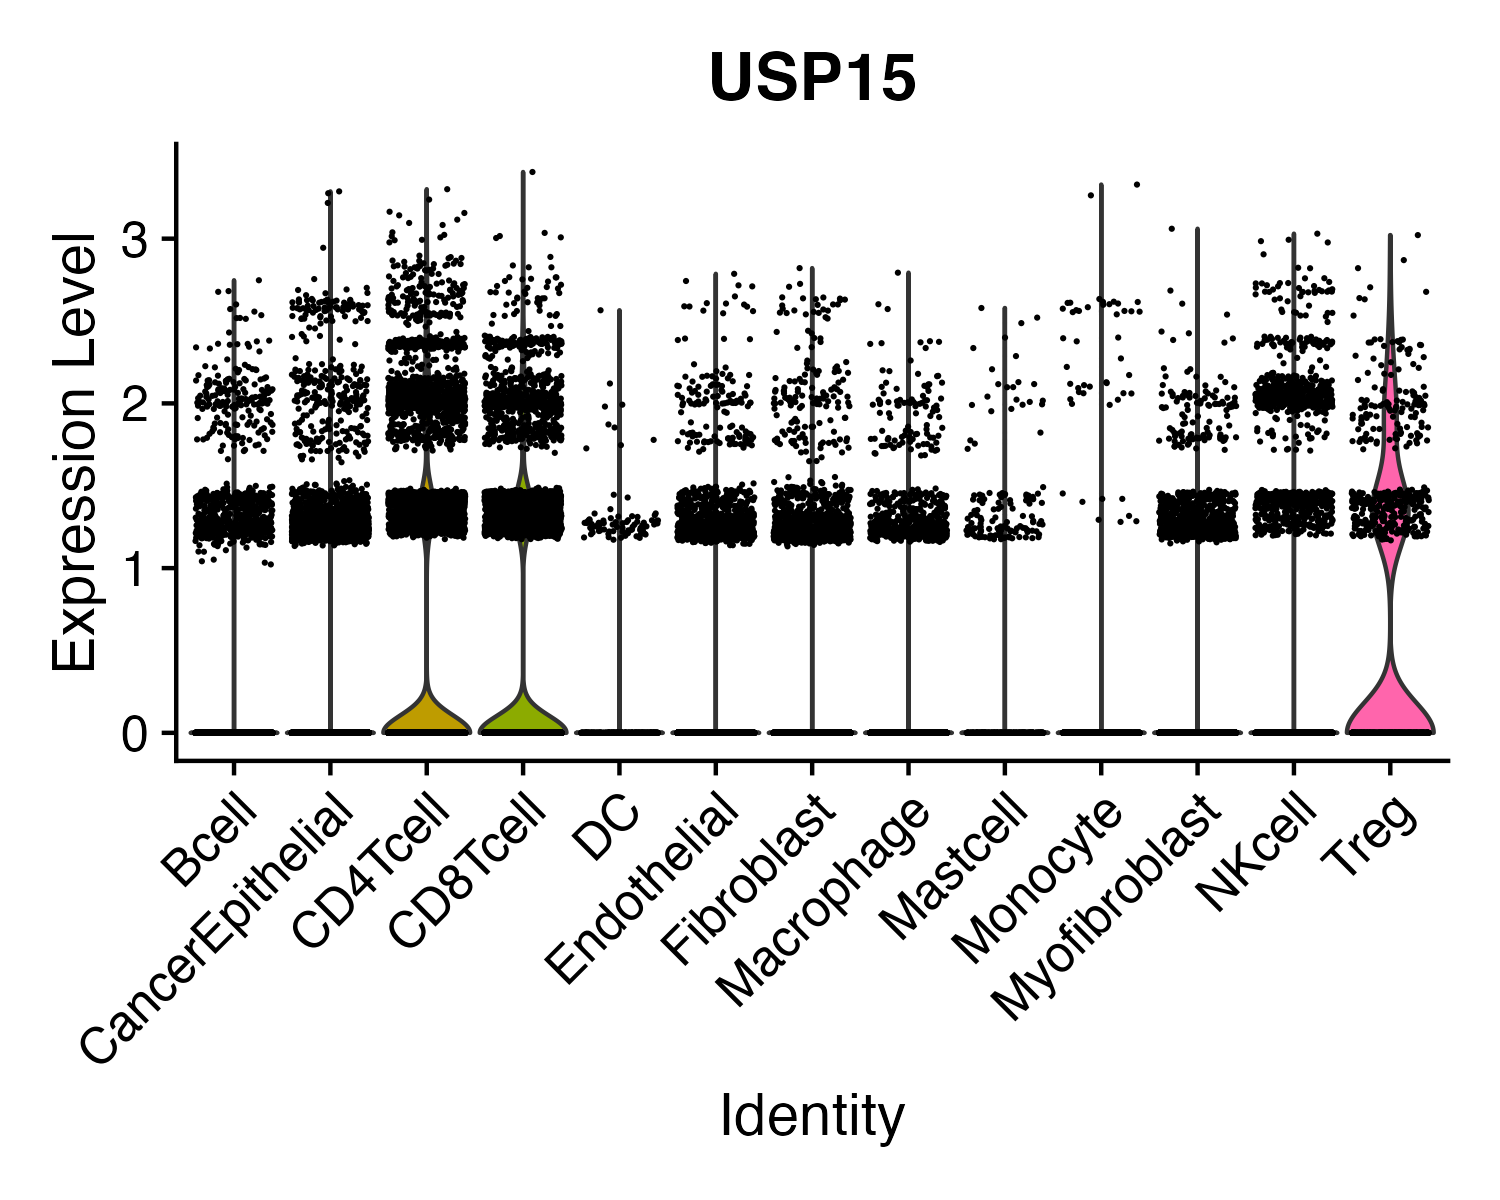 USP15
Expression Level
3
2
1
0
Bcell
CancerEpithelial
CD4Tcell
CD8Tcell
DC
Endothelial
Fibroblast
Macrophage
Mastcell
Monocyte
Myofibroblast
NKcell
Treg
Identity